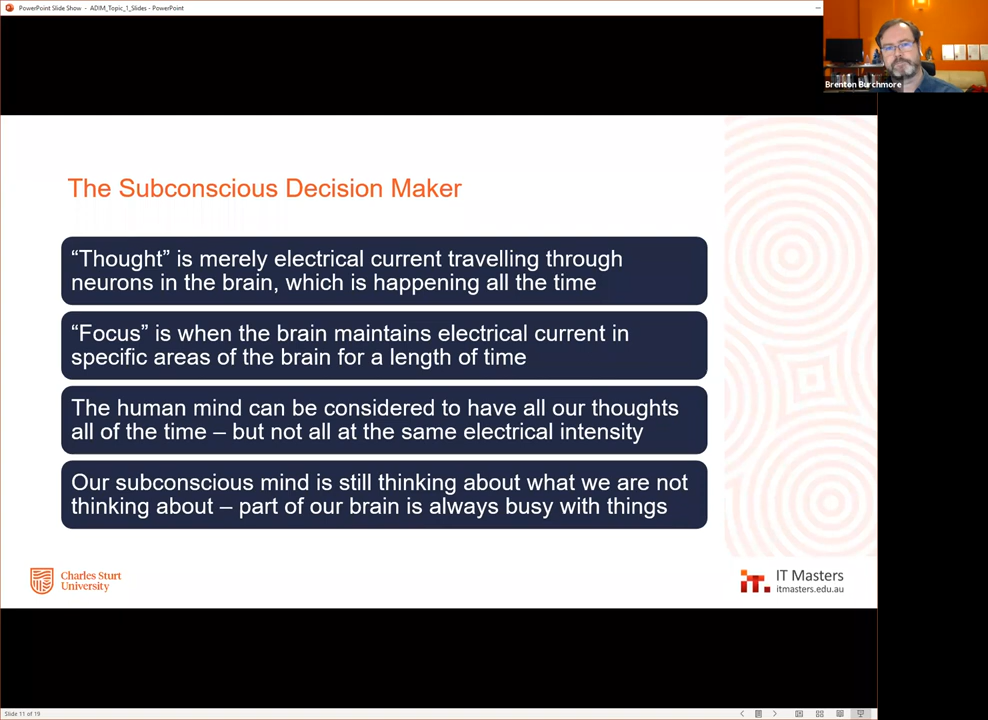 PowerPoint Slide Show - ADIM_Topic_1_Slides - PowerPoint
Brenton Burchmore
The Subconscious Decision Maker
“Thought” is merely electrical current travelling through
neurons in the brain, which is happening all the time
“Focus” is when the brain maintains electrical current in
specific areas of the brain for a length of time
The human mind can be considered to have all our thoughts
all of the time – but not all at the same electrical intensity
Our subconscious mind is still thinking about what we are not
thinking about – part of our brain is always busy with things
Charles Sturt
University
IT Masters
itmasters.edu.au
Slide 11 of 19